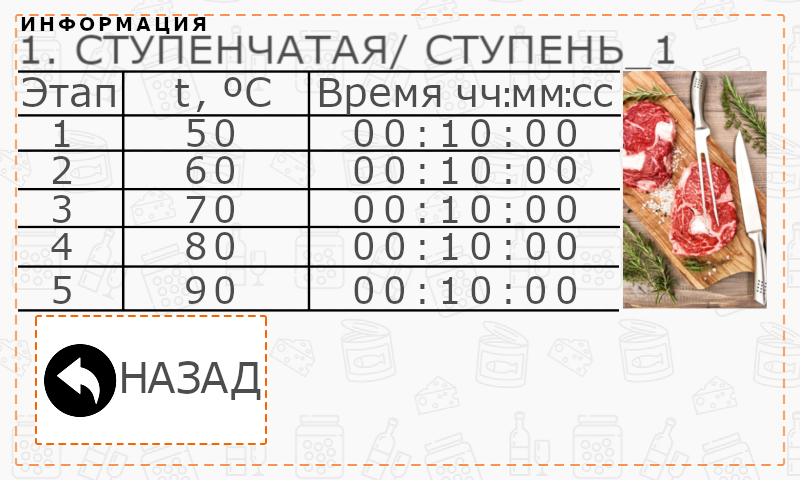 ИНФОРМАЦИЯ
1. СТУПЕНЧАТАЯ/ СТУПЕНЬ_1
Этап t, ºC Время чч:мм:сс
1 50 00:10:00
2 60 00:10:00
3 70 00:10:00
4 80 00:10:00
5 90 00:10:00
НАЗАД